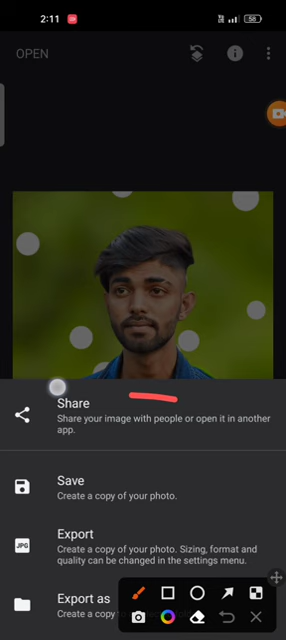 2:11
58
OPEN
Share
Share your image with people or open it in another
app.
Save
Create a copy of your photo.
JPG
Export
Create a copy of your photo. Sizing, format and
quality can be changed in the settings menu.
Export as
Create a copy